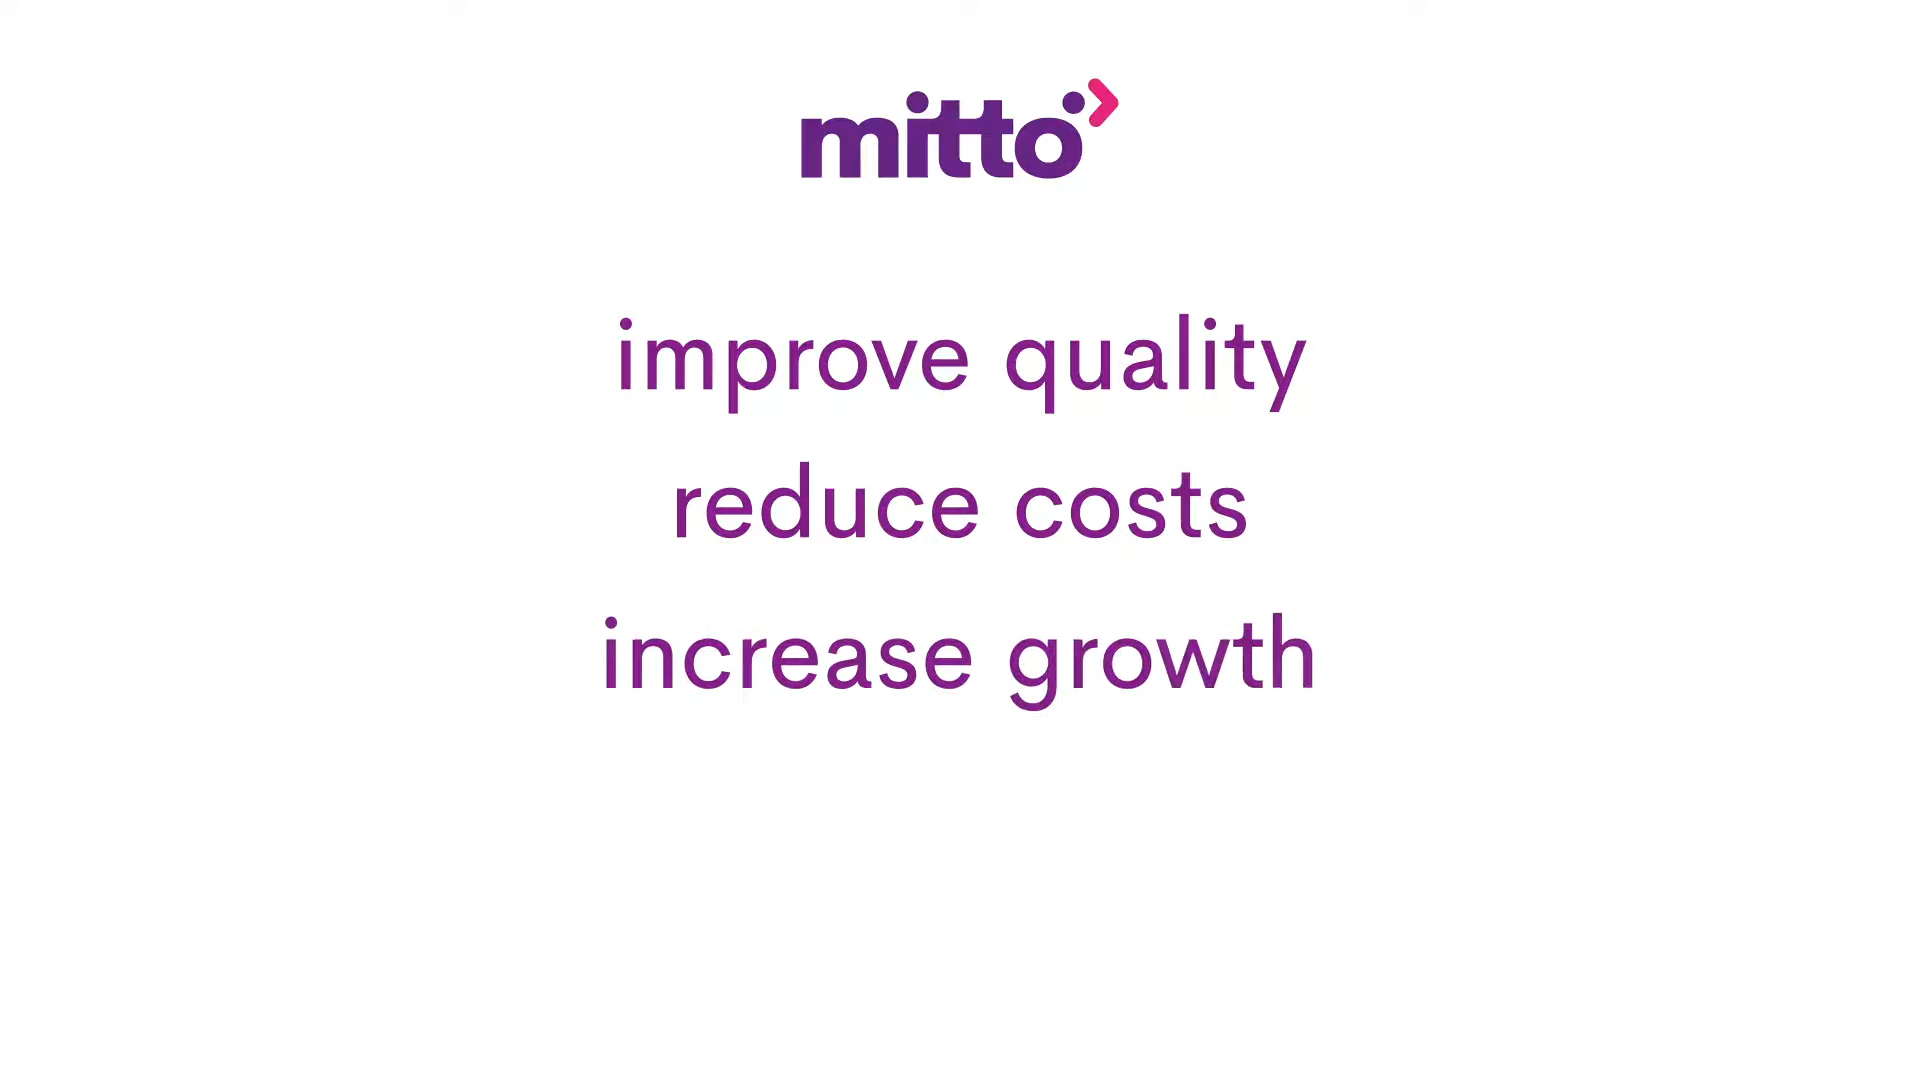 mitto
improve quality
reduce costs
increase growth